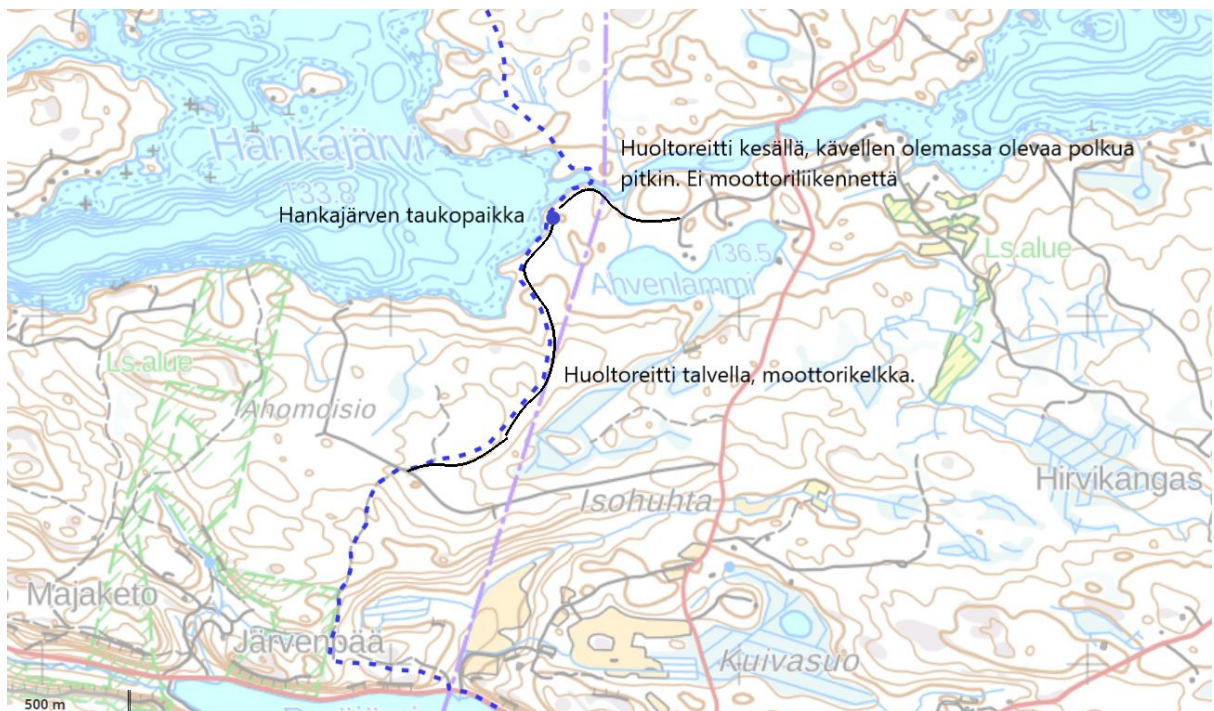 Hankajärvi
133.8
Huoltoreitti kesällä, kävellen olemassa olevaa polkua
pitkin. Ei moottoriliikennettä
Hankajärven taukopaikka
Ls.alue
136.5
Ahvenlammi
Ls.alue
Huoltoreitti talvella, moottorikelkka.
Ahomoisio
Isohuhta
Hirvikangas
Majaketo
Järvenpää
Kuivasuo
500 m